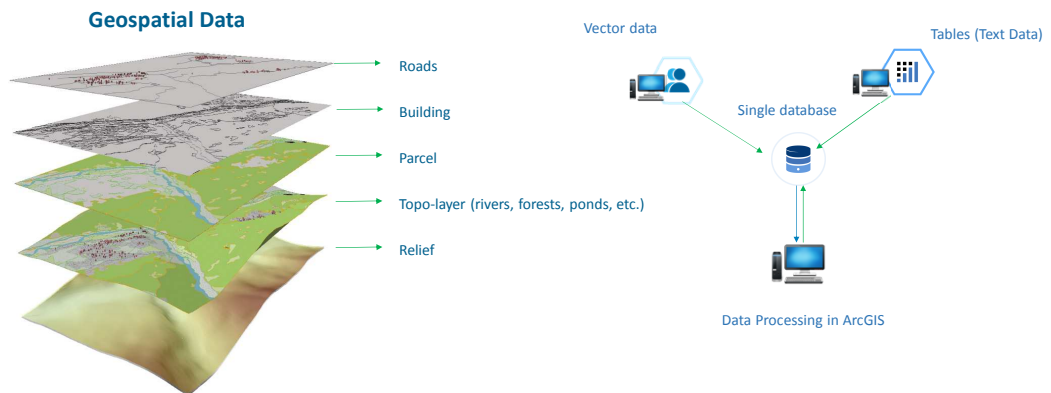 Geospatial Data
Roads
Building
Parcel
Topo-layer (rivers, forests, ponds, etc.)
Relief
Vector data
Tables (Text Data)
Single database
Data Processing in ArcGIS